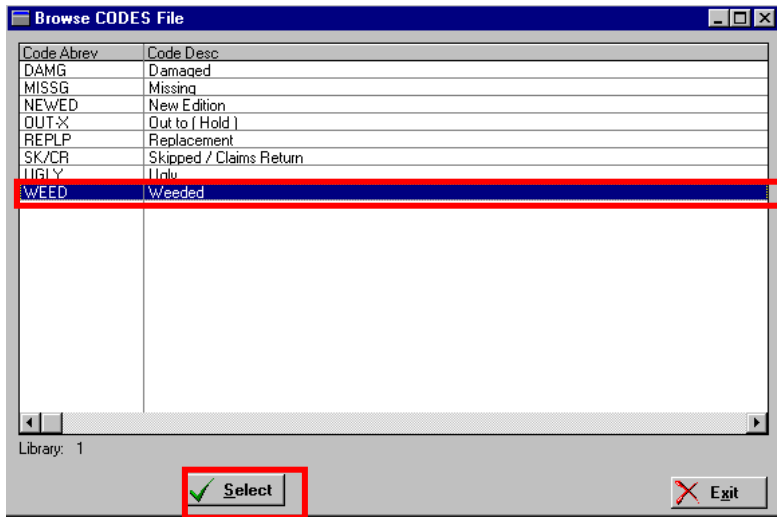 Browse CODES File
Code Abrev Code Desc
DAMG Damaged
MISSG Missing
NEWED New Edition
OUT-X Out to ( Hold )
REPLP Replacement
SK/CR Skipped / Claims Return
UGLY Ugly
WEED Weeded
Library: 1
Select Exit